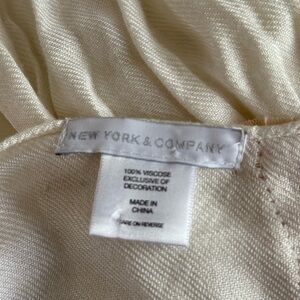 NEW YORK & COMPANY
100% VISCOSE
EXCLUSIVE OF
DECORATION
MADE IN
CHINA
CARE ON REVERSE